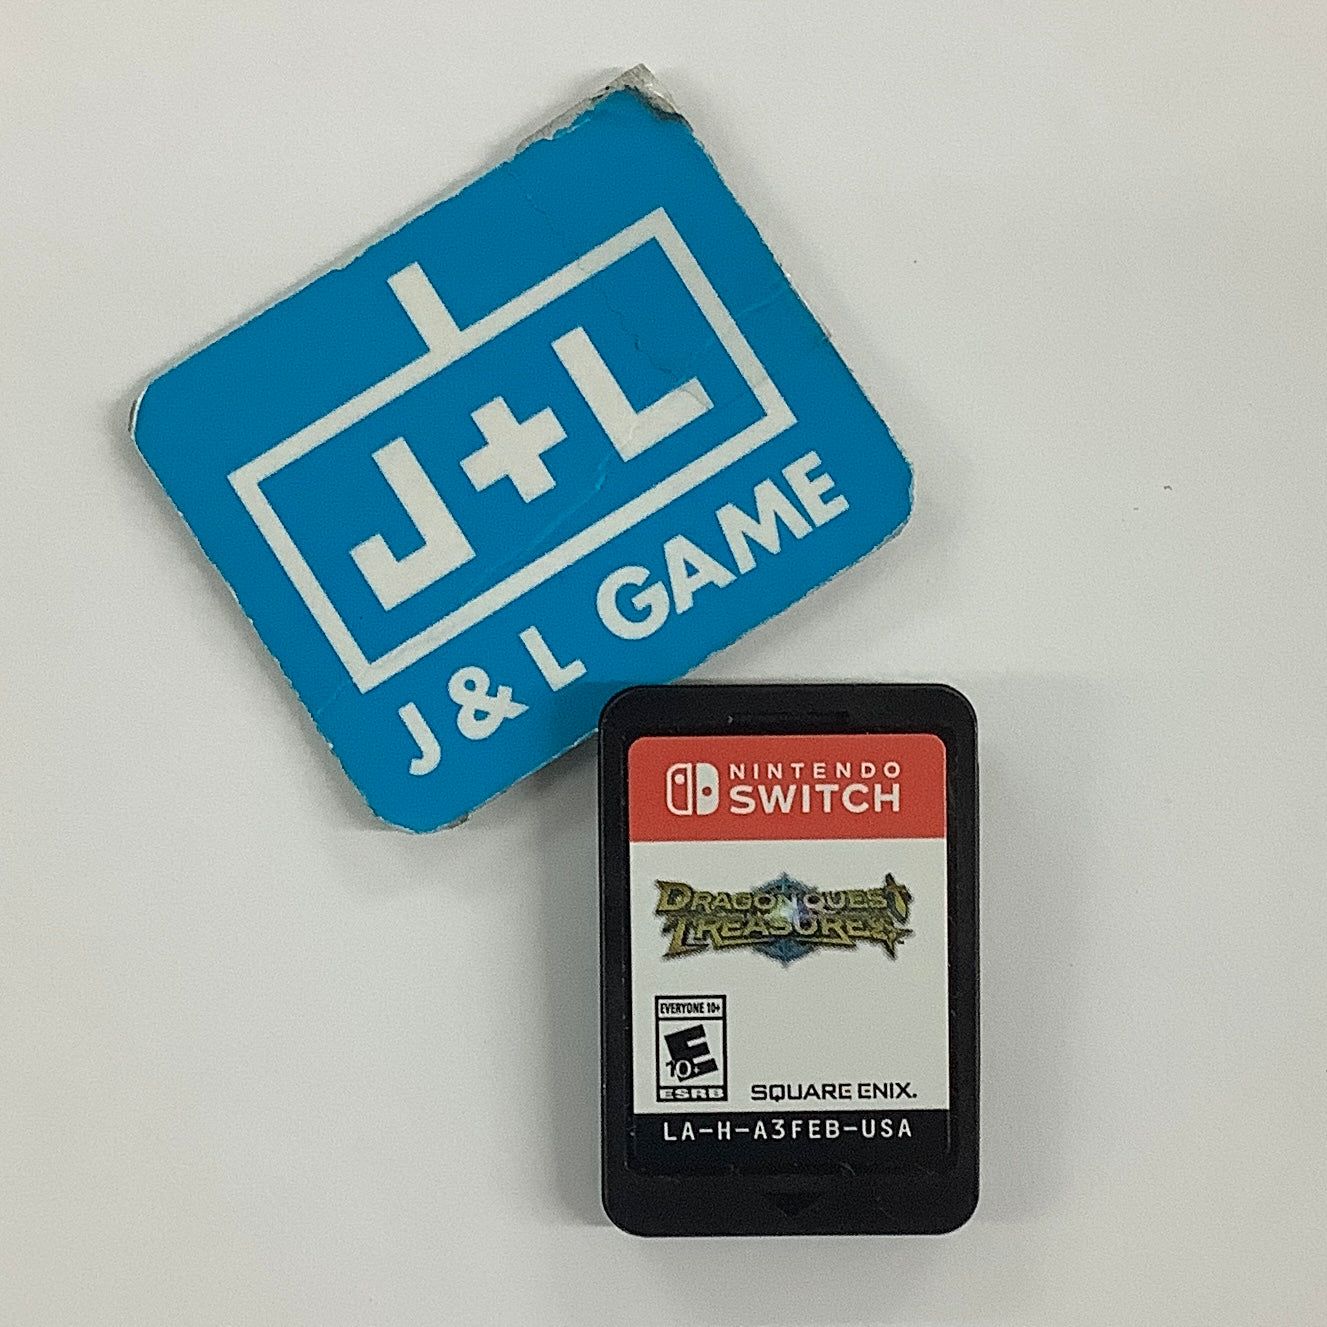 J+L
J & L GAME
NINTENDO
SWITCH
DRAGON QUEST
TREASURES
EVERYONE 10+
E
10+
ESRB
SQUARE ENIX.
LA-H-A3FEB-USA